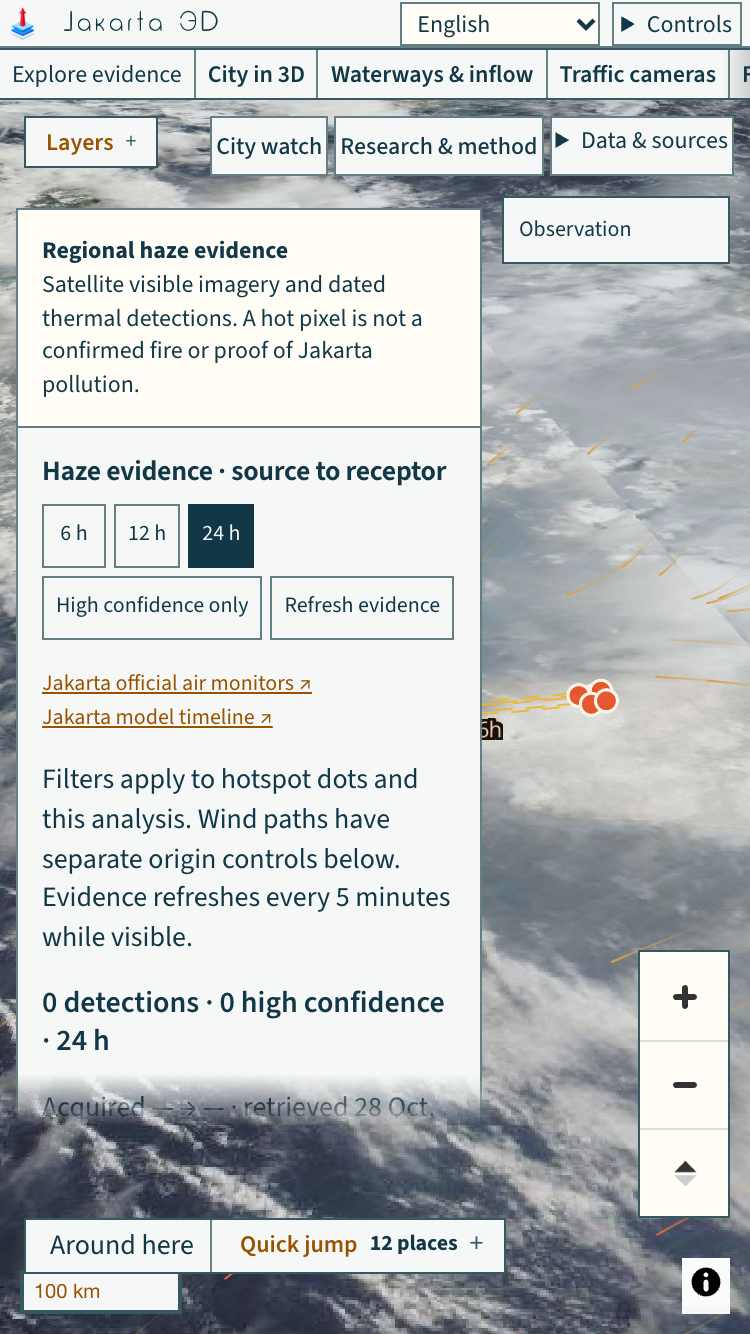 Jakarta 3D
English
▶ Controls
Explore evidence
City in 3D
Waterways & inflow
Traffic cameras
Layers +
City watch
Research & method
▶ Data & sources
Observation
Regional haze evidence
Satellite visible imagery and dated
thermal detections. A hot pixel is not a
confirmed fire or proof of Jakarta
pollution.
Haze evidence · source to receptor
6 h
12 h
24 h
High confidence only
Refresh evidence
Jakarta official air monitors ↗
Jakarta model timeline ↗
6h
Filters apply to hotspot dots and
this analysis. Wind paths have
separate origin controls below.
Evidence refreshes every 5 minutes
while visible.
0 detections · 0 high confidence
· 24 h
Acquired — → — · retrieved 28 Oct,
Around here
Quick jump 12 places +
100 km